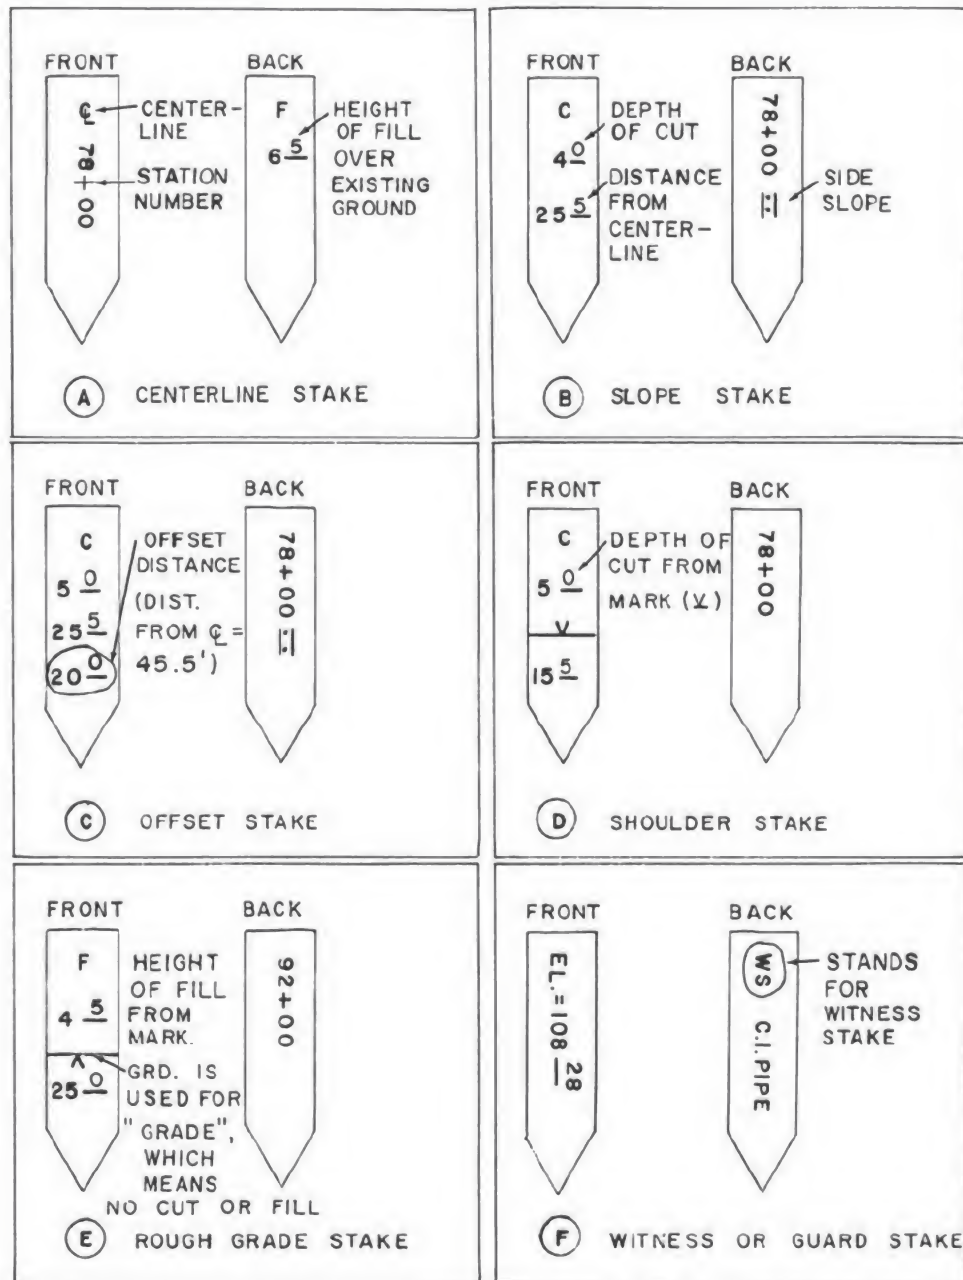 FRONT
℄
78+00
CENTER-
LINE
STATION
NUMBER
BACK
F
6 5
HEIGHT
OF FILL
OVER
EXISTING
GROUND
A CENTERLINE STAKE
FRONT
C
4 0
25 5
DEPTH
OF CUT
DISTANCE
FROM
CENTER-
LINE
BACK
78+00 1:1
SIDE
SLOPE
B SLOPE STAKE
FRONT
C
5 0
25 5
20 0
OFFSET
DISTANCE
(DIST.
FROM ℄ =
45.5')
BACK
78+00 1:1
C OFFSET STAKE
FRONT
C
5 0
15 5
DEPTH OF
CUT FROM
MARK (V)
BACK
78+00
D SHOULDER STAKE
FRONT
F
4 5
25 0
HEIGHT
OF FILL
FROM
MARK.
GRD. IS
USED FOR
"GRADE",
WHICH
MEANS
NO CUT OR FILL
BACK
92+00
E ROUGH GRADE STAKE
FRONT
EL.=108 28
BACK
WS C.I.PIPE
STANDS
FOR
WITNESS
STAKE
F WITNESS OR GUARD STAKE